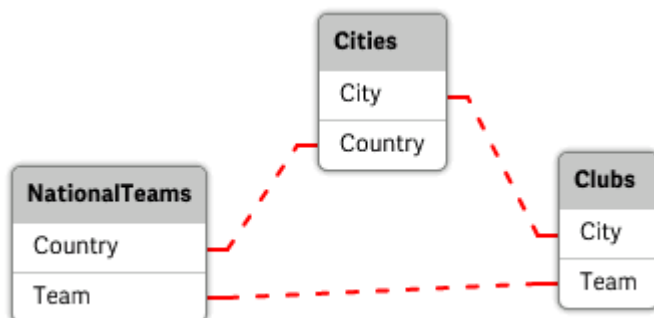 Cities
City
Country
NationalTeams
Country
Team
Clubs
City
Team